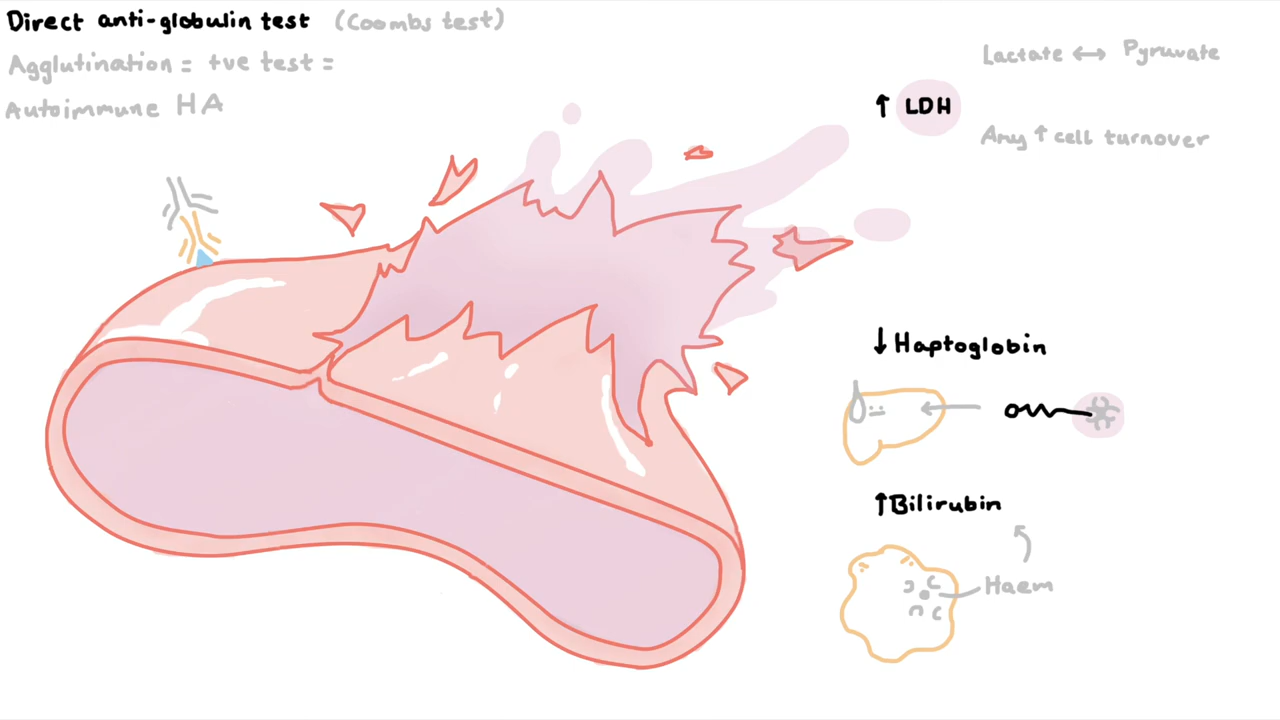 Direct anti-globulin test (Coombs test)
Agglutination = +ve test =
Autoimmune HA
Lactate ↔ Pyruvate
↑ LDH
Any ↑ cell turnover
↓ Haptoglobin
↑ Bilirubin
Haem